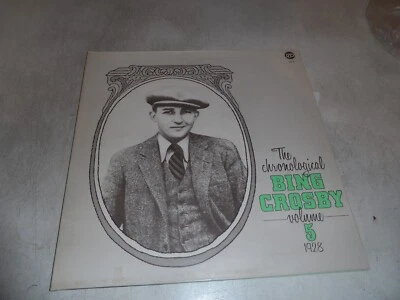 The
chronological
BING
CROSBY
volume
5
1928